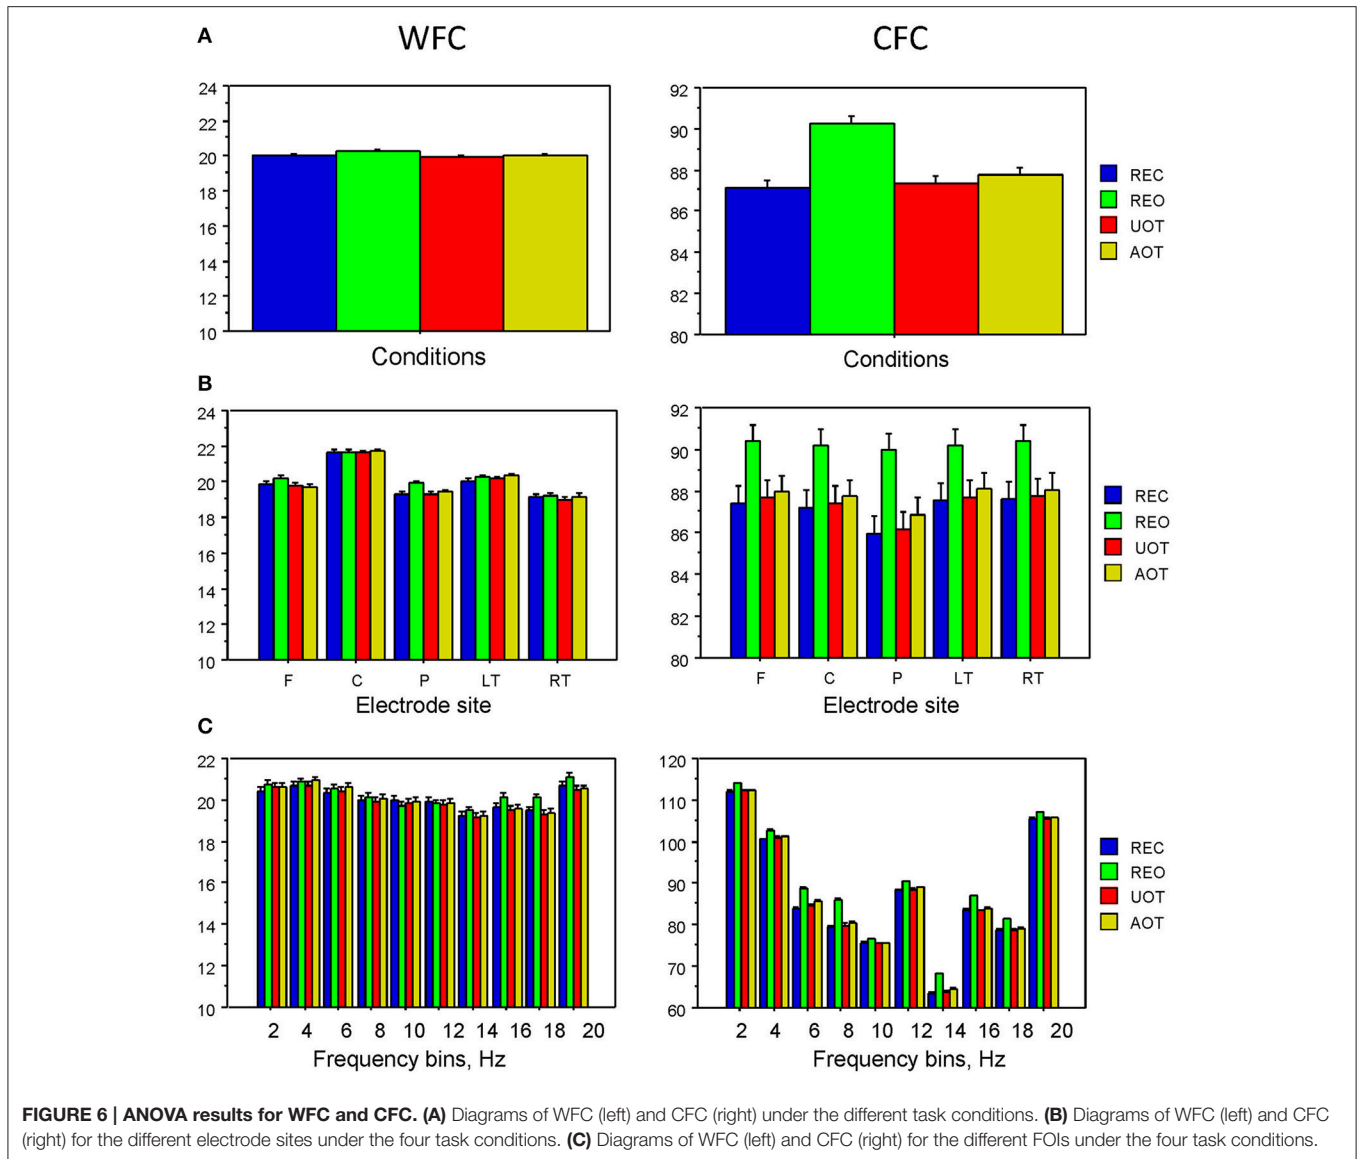 A
WFC
CFC
24
22
20
18
16
14
12
10
Conditions
92
90
88
86
84
82
80
Conditions
REC
REO
UOT
AOT
B
24
22
20
18
16
14
12
10
F C P LT RT
Electrode site
92
90
88
86
84
82
80
F C P LT RT
Electrode site
REC
REO
UOT
AOT
C
22
20
18
16
14
12
10
2 4 6 8 10 12 14 16 18 20
Frequency bins, Hz
120
110
100
90
80
70
60
2 4 6 8 10 12 14 16 18 20
Frequency bins, Hz
REC
REO
UOT
AOT
FIGURE 6 | ANOVA results for WFC and CFC. (A) Diagrams of WFC (left) and CFC (right) under the different task conditions. (B) Diagrams of WFC (left) and CFC
(right) for the different electrode sites under the four task conditions. (C) Diagrams of WFC (left) and CFC (right) for the different FOIs under the four task conditions.